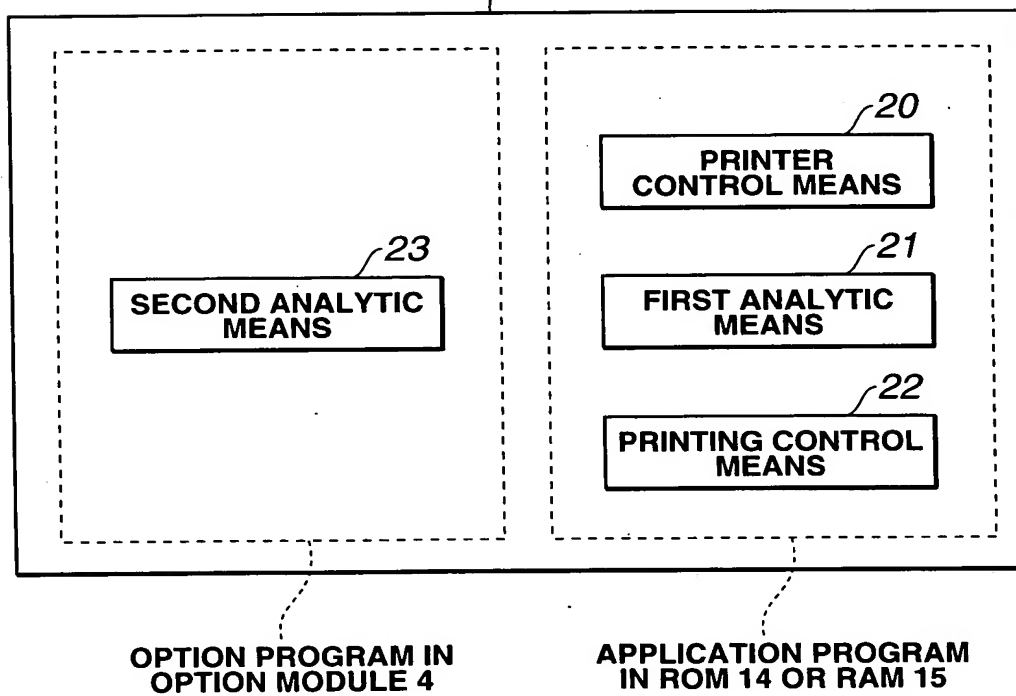 20
PRINTER
CONTROL MEANS
23
SECOND ANALYTIC
MEANS
21
FIRST ANALYTIC
MEANS
22
PRINTING CONTROL
MEANS
OPTION PROGRAM IN
OPTION MODULE 4
APPLICATION PROGRAM
IN ROM 14 OR RAM 15